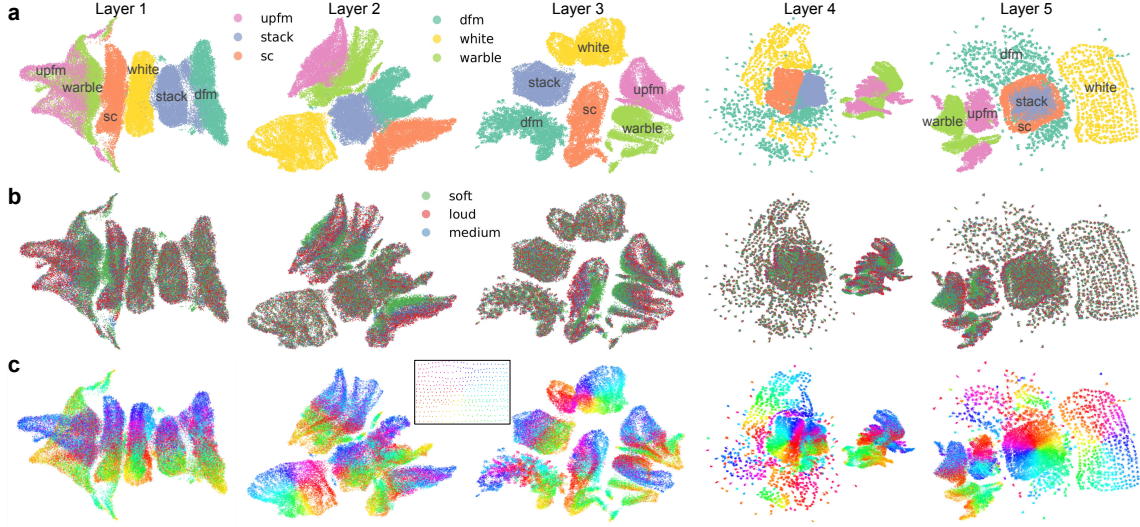 a
Layer 1
Layer 2
Layer 3
Layer 4
Layer 5
upfm
stack
sc
dfm
white
warble
upfm
warble
sc
white
stack
dfm
white
stack
upfm
sc
dfm
warble
dfm
white
stack
warble
upfm
sc
b
soft
loud
medium
c